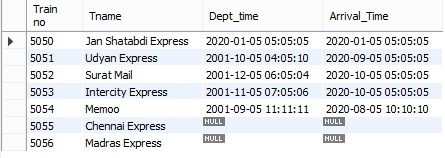 Train no Tname Dept_time Arrival_Time
5050 Jan Shatabdi Express 2020-01-05 05:05:05 2020-01-05 05:05:05
5051 Udyan Express 2001-10-05 04:05:10 2020-09-05 05:05:05
5052 Surat Mail 2001-12-05 06:05:04 2020-10-05 05:05:05
5053 Intercity Express 2001-11-05 07:05:06 2020-10-05 05:05:05
5054 Memoo 2001-09-05 11:11:11 2020-08-05 10:10:10
5055 Chennai Express NULL NULL
5056 Madras Express NULL NULL